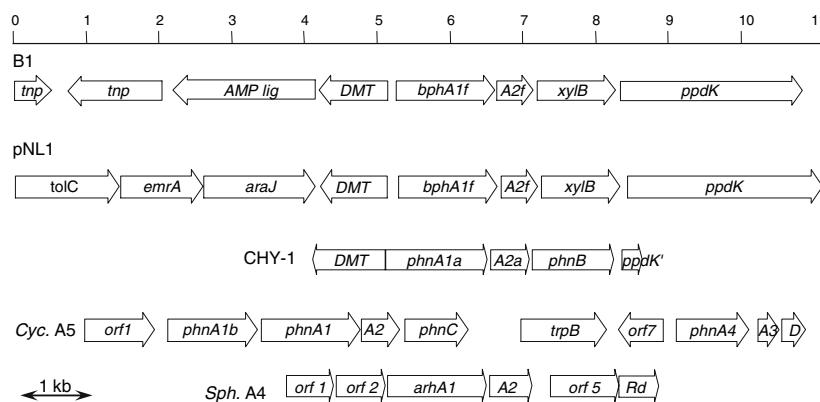 0 1 2 3 4 5 6 7 8 9 10 11
B1
tnp tnp AMP lig DMT bphA1f A2f xylB ppdK
pNL1
tolC emrA araJ DMT bphA1f A2f xylB ppdK
CHY-1 DMT phnA1a A2a phnB ppdK'
Cyc. A5 orf1 phnA1b phnA1 A2 phnC trpB orf7 phnA4 A3 D
1 kb Sph. A4 orf 1 orf 2 arhA1 A2 orf 5 Rd